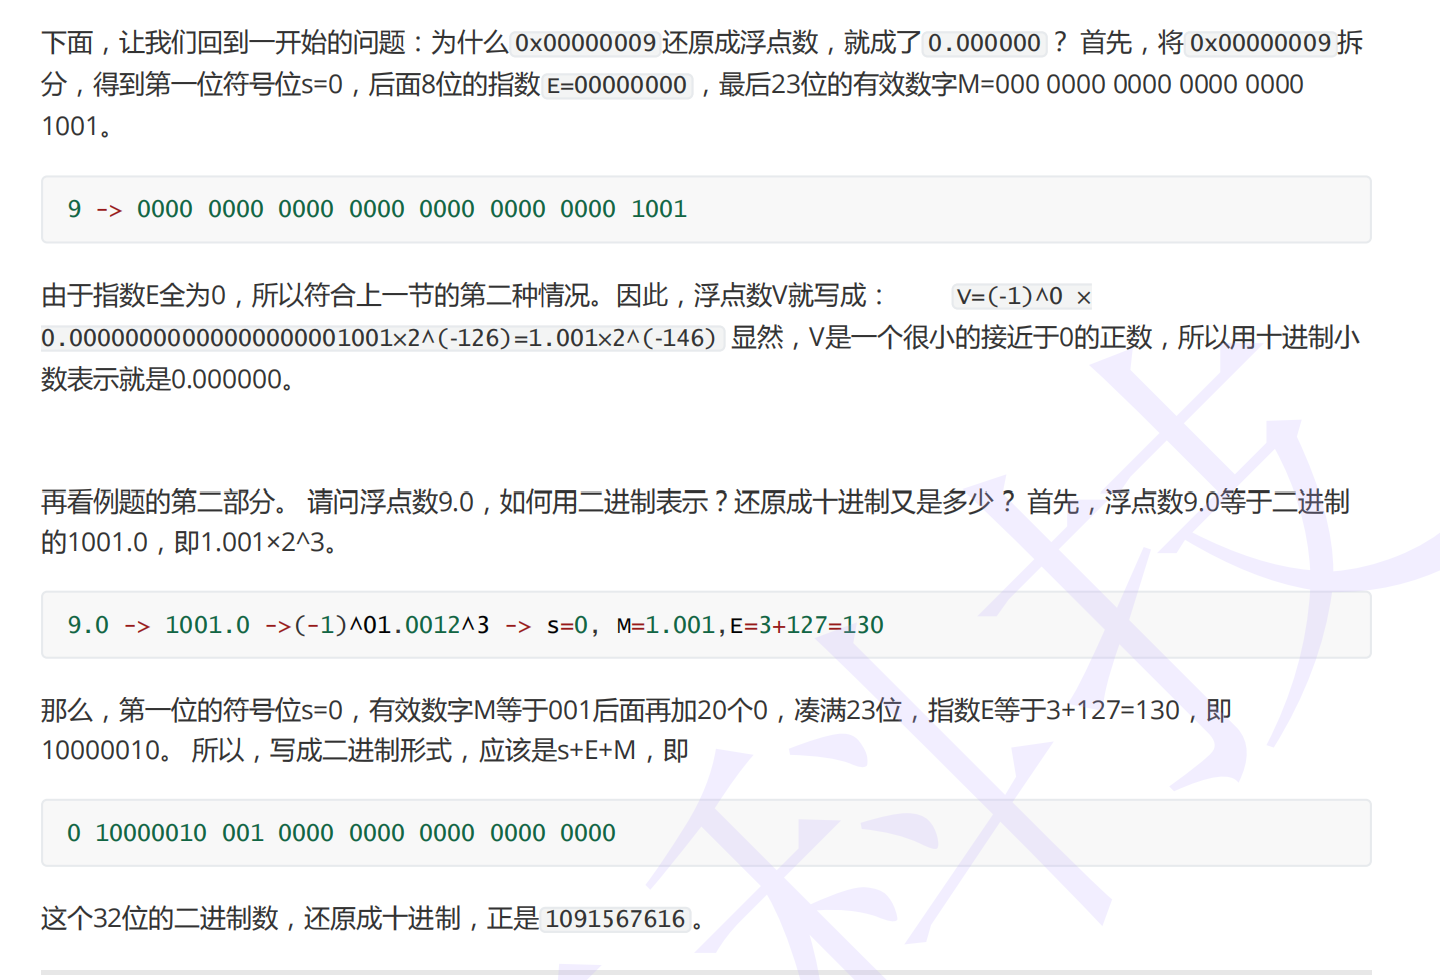 下面，让我们回到一开始的问题：为什么 0x00000009 还原成浮点数，就成了 0.000000 ？ 首先，将 0x00000009 拆
分，得到第一位符号位s=0，后面8位的指数 E=00000000 ，最后23位的有效数字M=000 0000 0000 0000 0000
1001。
9 -> 0000 0000 0000 0000 0000 0000 0000 1001
由于指数E全为0，所以符合上一节的第二种情况。因此，浮点数V就写成： V=(-1)^0 ×
0.00000000000000000001001×2^(-126)=1.001×2^(-146) 显然，V是一个很小的接近于0的正数，所以用十进制小
数表示就是0.000000。
再看例题的第二部分。 请问浮点数9.0，如何用二进制表示？还原成十进制又是多少？ 首先，浮点数9.0等于二进制
的1001.0，即1.001×2^3。
9.0 -> 1001.0 ->(-1)^01.0012^3 -> s=0, M=1.001,E=3+127=130
那么，第一位的符号位s=0，有效数字M等于001后面再加20个0，凑满23位，指数E等于3+127=130，即
10000010。 所以，写成二进制形式，应该是s+E+M，即
0 10000010 001 0000 0000 0000 0000 0000
这个32位的二进制数，还原成十进制，正是 1091567616 。
科技